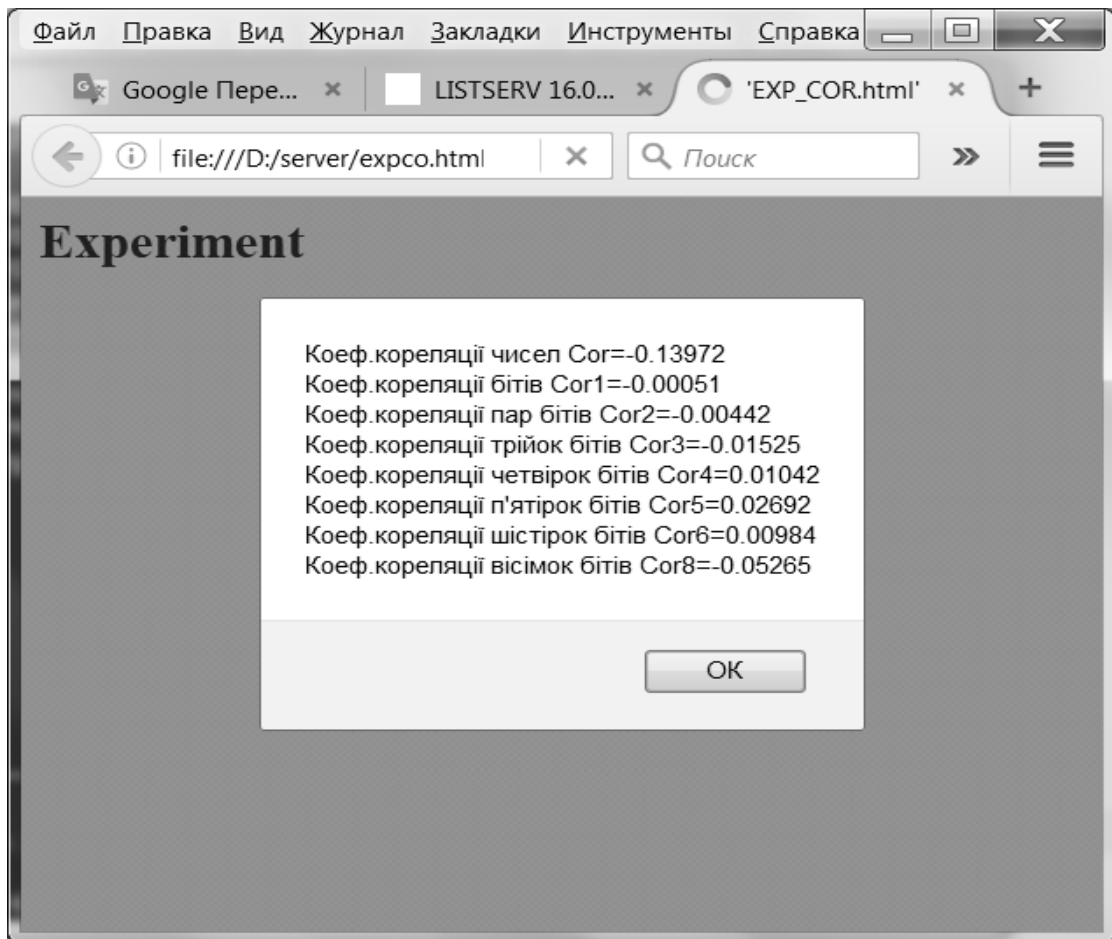 Файл Правка Вид Журнал Закладки Инструменты Справка
Google Пере... LISTSERV 16.0... 'EXP_COR.html'
file:///D:/server/expco.html Поиск
Experiment
Коеф.кореляції чисел Cor=-0.13972
Коеф.кореляції бітів Cor1=-0.00051
Коеф.кореляції пар бітів Cor2=-0.00442
Коеф.кореляції трійок бітів Cor3=-0.01525
Коеф.кореляції четвірок бітів Cor4=0.01042
Коеф.кореляції п'ятірок бітів Cor5=0.02692
Коеф.кореляції шістірок бітів Cor6=0.00984
Коеф.кореляції вісімок бітів Cor8=-0.05265
ОК